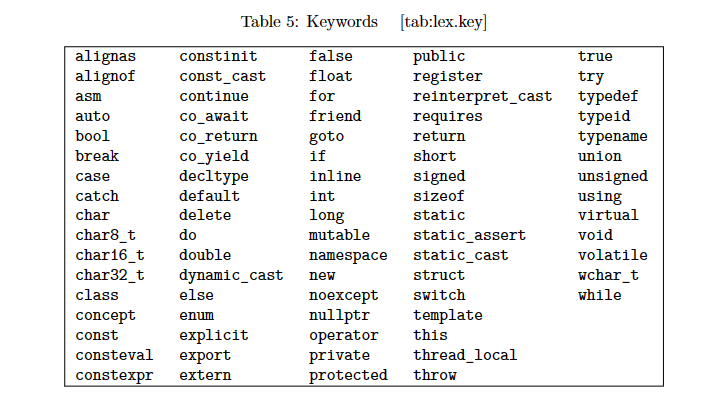 Table 5: Keywords [tab:lex.key]
alignas constinit false public true
alignof const_cast float register try
asm continue for reinterpret_cast typedef
auto co_await friend requires typeid
bool co_return goto return typename
break co_yield if short union
case decltype inline signed unsigned
catch default int sizeof using
char delete long static virtual
char8_t do mutable static_assert void
char16_t double namespace static_cast volatile
char32_t dynamic_cast new struct wchar_t
class else noexcept switch while
concept enum nullptr template
const explicit operator this
consteval export private thread_local
constexpr extern protected throw